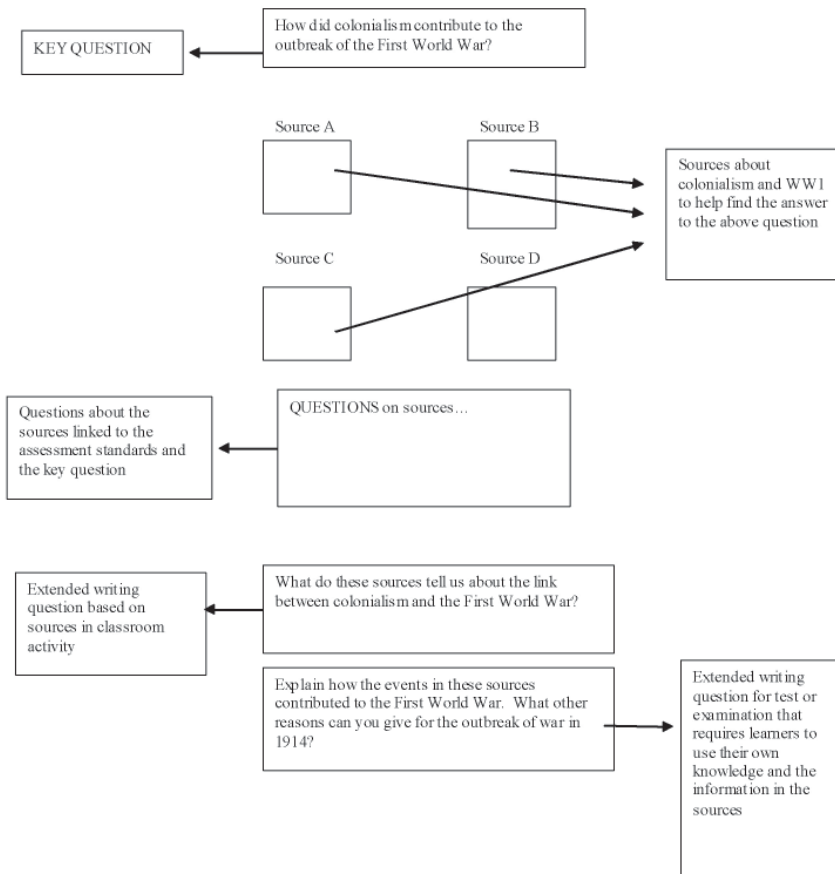 KEY QUESTION
How did colonialism contribute to the
outbreak of the First World War?
Source A
Source B
Sources about
colonialism and WW1
to help find the answer
to the above question
Source C
Source D
Questions about the
sources linked to the
assessment standards and
the key question
QUESTIONS on sources…
Extended writing
question based on
sources in classroom
activity
What do these sources tell us about the link
between colonialism and the First World War?
Explain how the events in these sources
contributed to the First World War.  What other
reasons can you give for the outbreak of war in
1914?
Extended writing
question for test or
examination that
requires learners to
use their own
knowledge and the
information in the
sources